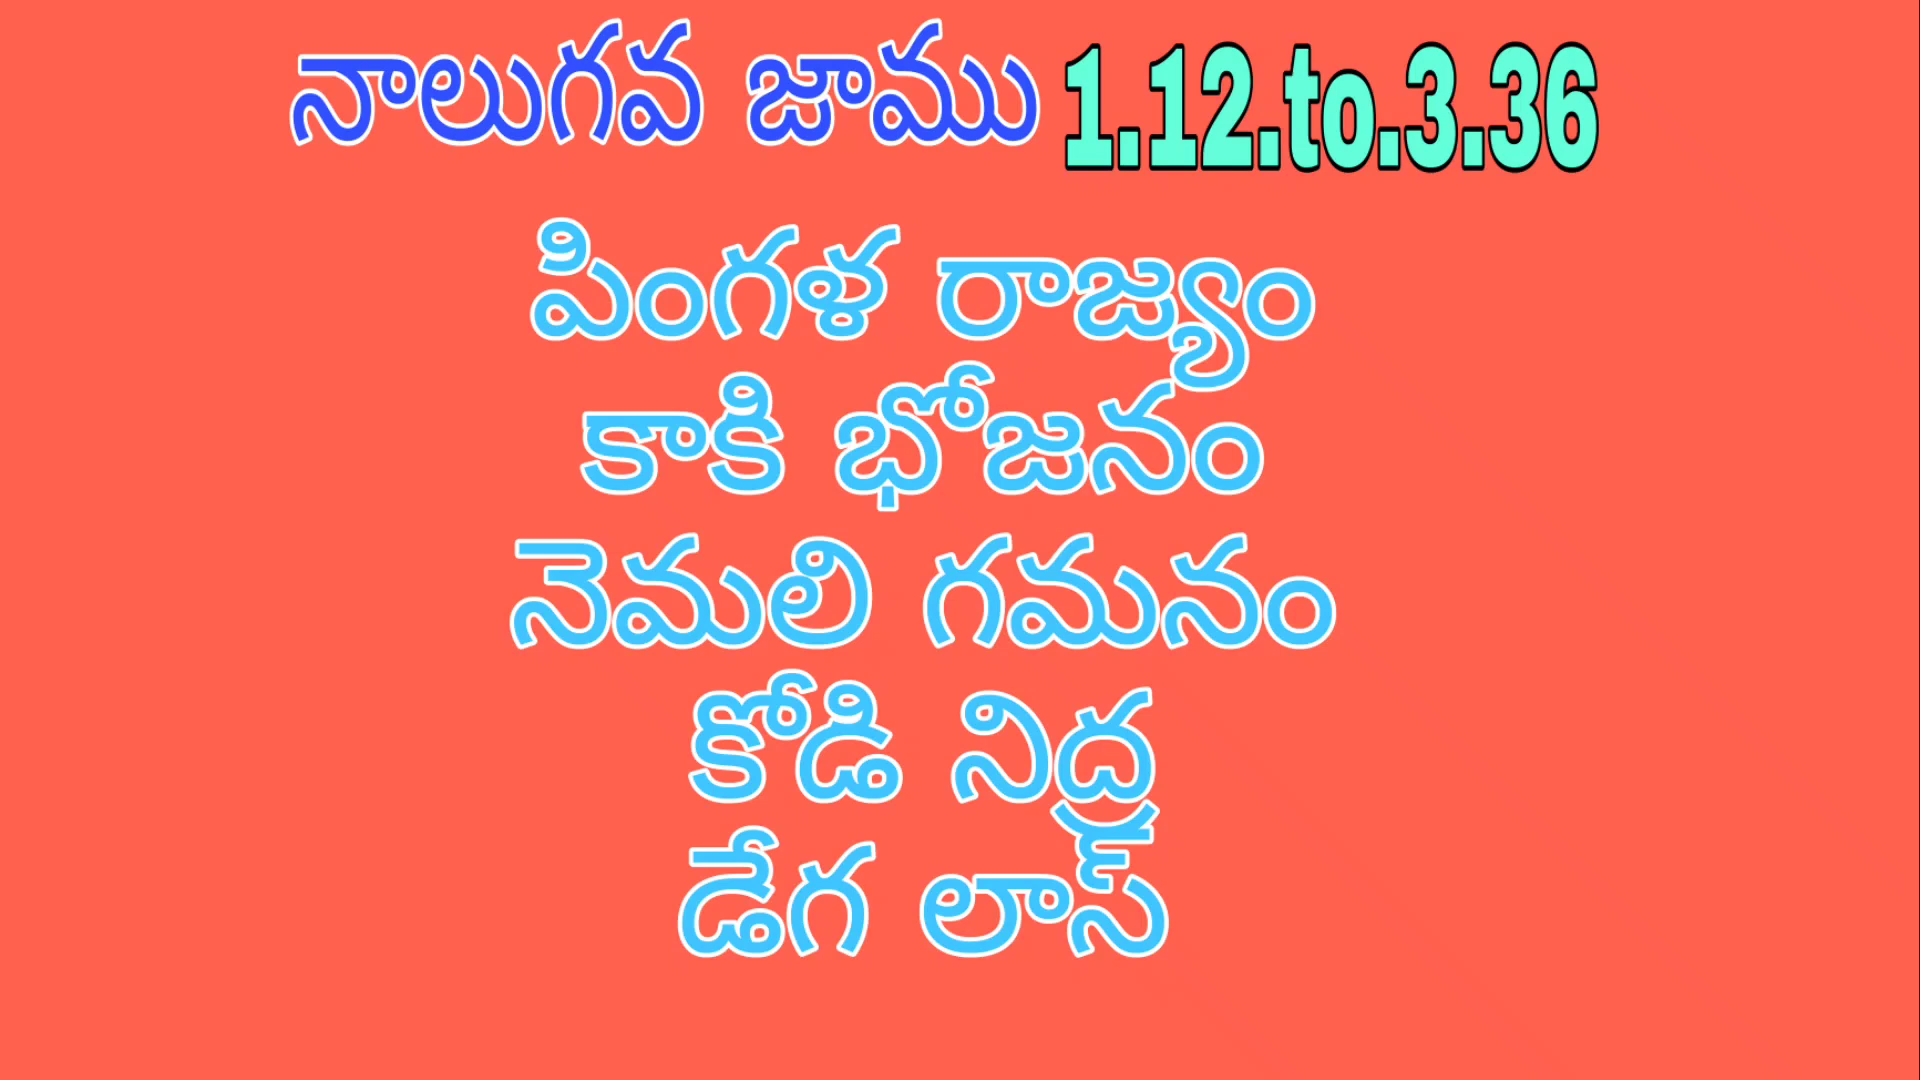 నాలుగవ జాము 1.12.to.3.36
పింగళ రాజ్యం
కాకి భోజనం
నెమలి గమనం
కోడి నిద్ర
డేగ లాస్